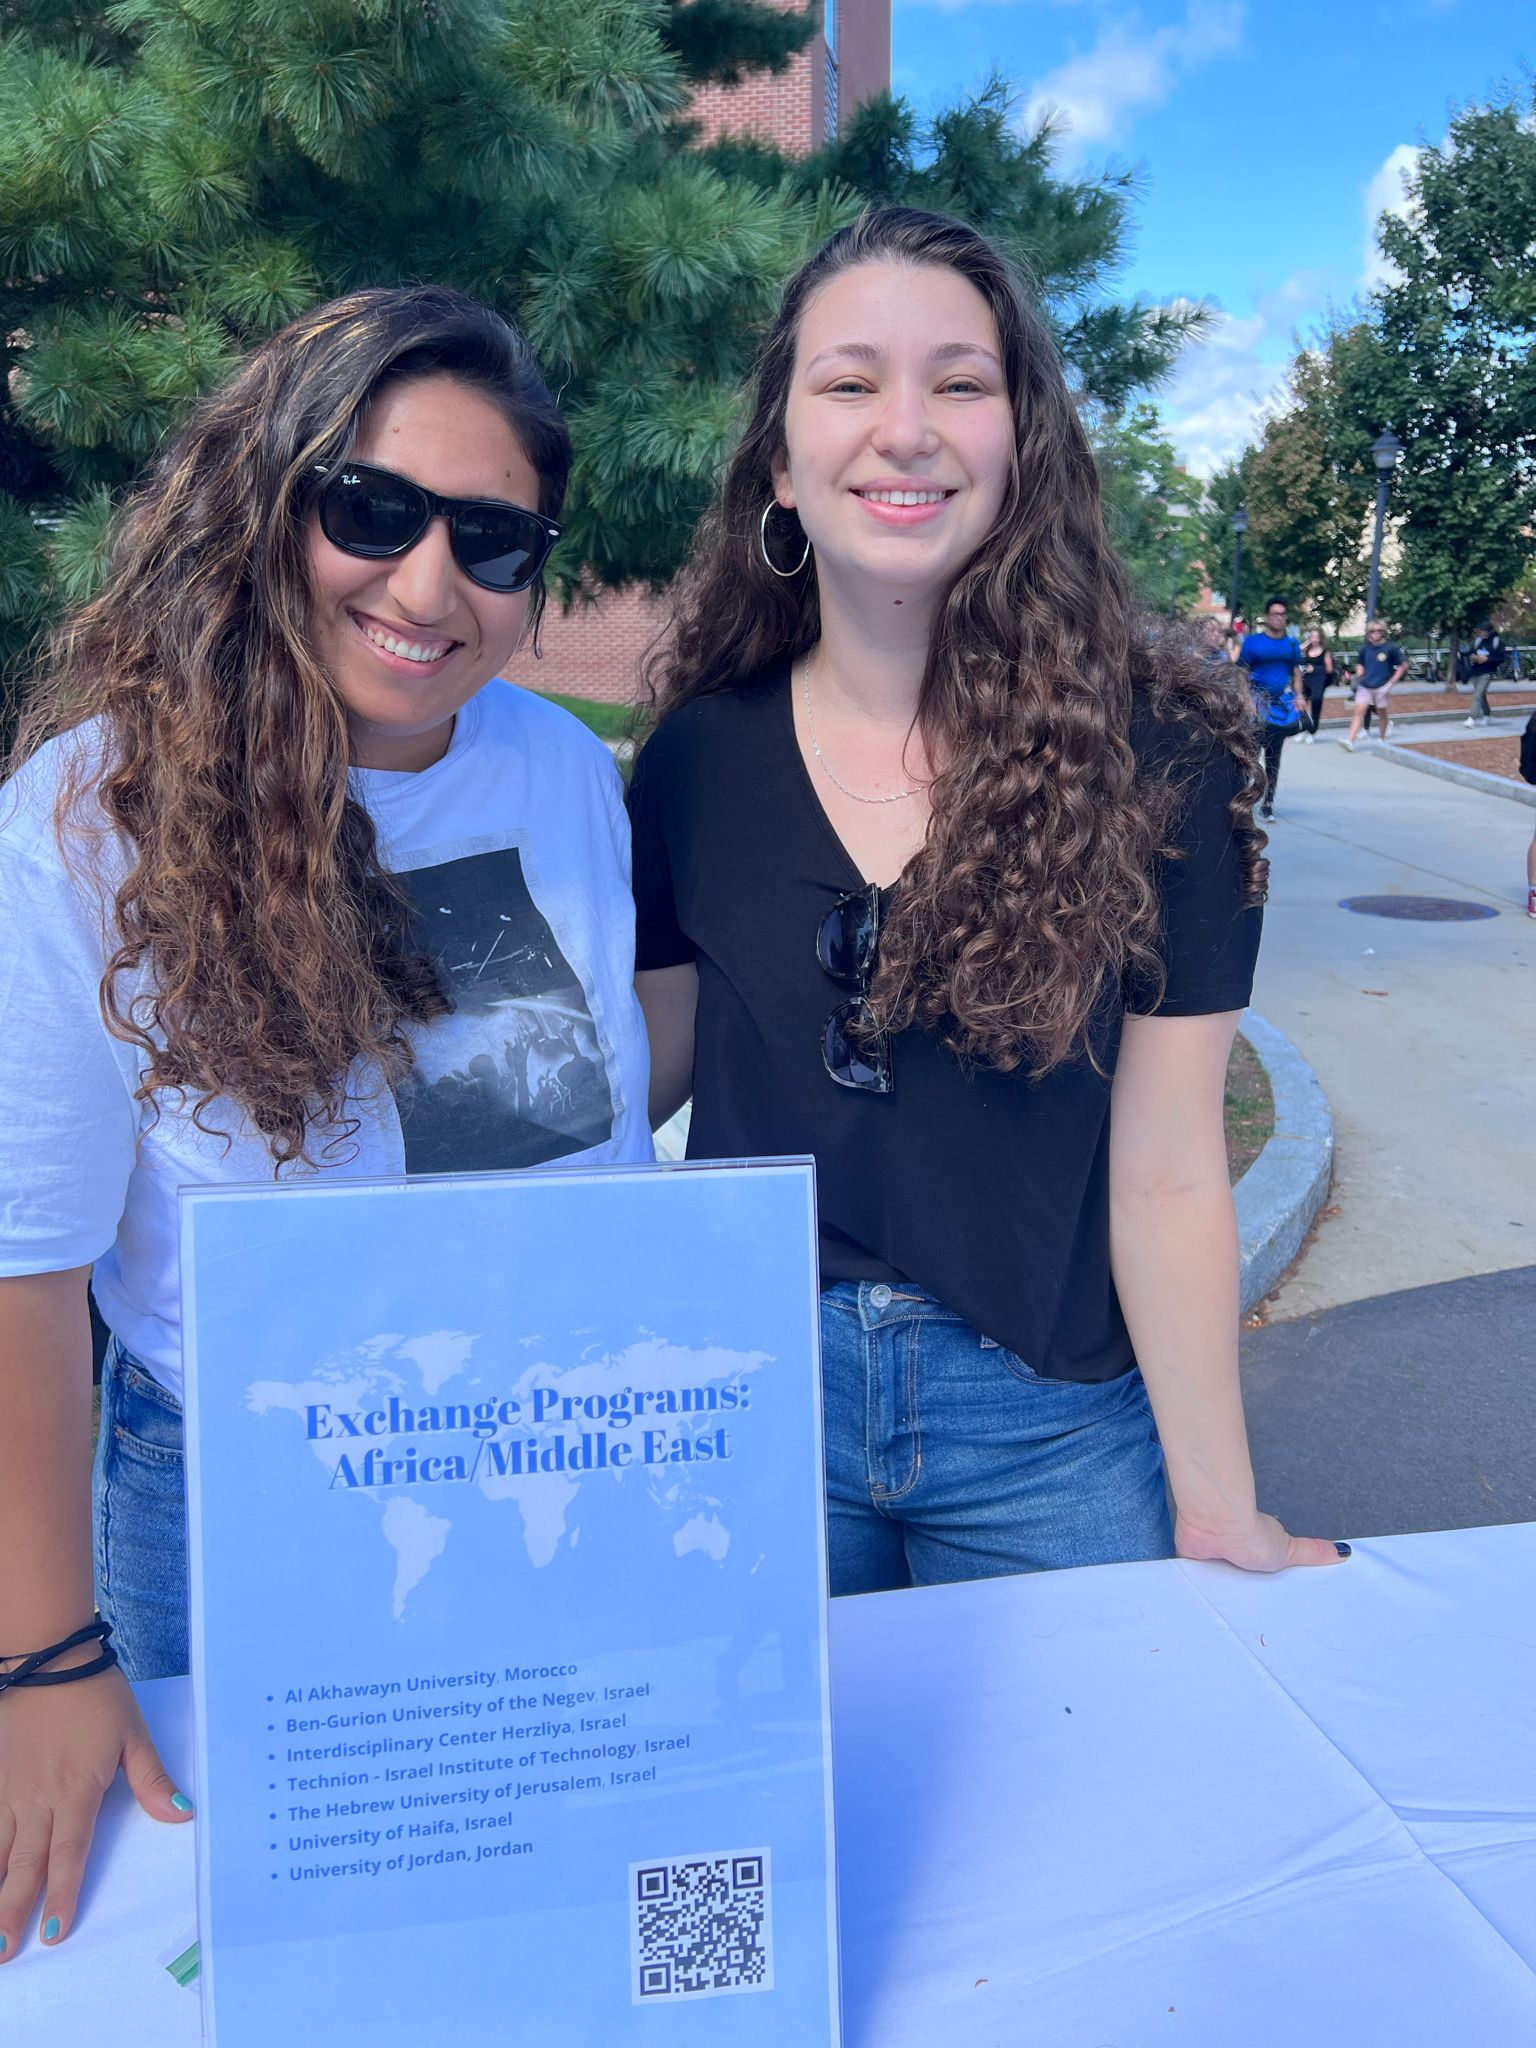 Ray-Ban
Exchange Programs:
Africa/Middle East
• Al Akhawayn University, Morocco
• Ben-Gurion University of the Negev, Israel
• Interdisciplinary Center Herzliya, Israel
• Technion - Israel Institute of Technology, Israel
• The Hebrew University of Jerusalem, Israel
• University of Haifa, Israel
• University of Jordan, Jordan